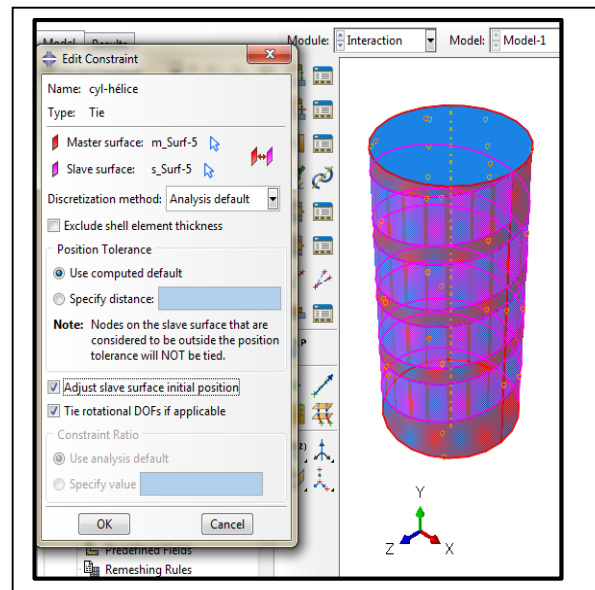 Model Results
Module: Interaction Model: Model-1
Edit Constraint
Name: cyl-hélice
Type: Tie
Master surface: m_Surf-5
Slave surface: s_Surf-5
Discretization method: Analysis default
Exclude shell element thickness
Position Tolerance
Use computed default
Specify distance:
Note: Nodes on the slave surface that are
considered to be outside the position
tolerance will NOT be tied.
Adjust slave surface initial position
Tie rotational DOFs if applicable
Constraint Ratio
Use analysis default
Specify value
OK Cancel
Predefined Fields
Remeshing Rules
Y
Z X